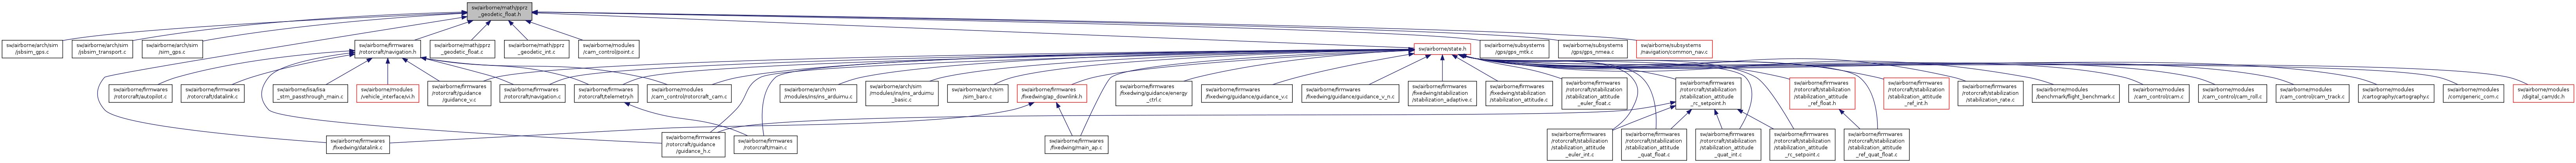 sw/airborne/math/pprz
_geodetic_float.h
sw/airborne/arch/sim
/jsbsim_gps.c
sw/airborne/arch/sim
/jsbsim_transport.c
sw/airborne/arch/sim
/sim_gps.c
sw/airborne/firmwares
/rotorcraft/navigation.h
sw/airborne/math/pprz
_geodetic_float.c
sw/airborne/math/pprz
_geodetic_int.c
sw/airborne/modules
/cam_control/point.c
sw/airborne/state.h
sw/airborne/subsystems
/gps/gps_mtk.c
sw/airborne/subsystems
/gps/gps_nmea.c
sw/airborne/subsystems
/navigation/common_nav.c
sw/airborne/firmwares
/rotorcraft/autopilot.c
sw/airborne/firmwares
/rotorcraft/datalink.c
sw/airborne/lisa/lisa
_stm_passthrough_main.c
sw/airborne/modules
/vehicle_interface/vi.h
sw/airborne/firmwares
/rotorcraft/guidance
/guidance_v.c
sw/airborne/firmwares
/rotorcraft/navigation.c
sw/airborne/firmwares
/rotorcraft/telemetry.h
sw/airborne/modules
/cam_control/rotorcraft_cam.c
sw/airborne/arch/sim
/modules/ins/ins_arduimu.c
sw/airborne/arch/sim
/modules/ins/ins_arduimu
_basic.c
sw/airborne/arch/sim
/sim_baro.c
sw/airborne/firmwares
/fixedwing/ap_downlink.h
sw/airborne/firmwares
/fixedwing/guidance/energy
_ctrl.c
sw/airborne/firmwares
/fixedwing/guidance/guidance_v.c
sw/airborne/firmwares
/fixedwing/guidance/guidance_v_n.c
sw/airborne/firmwares
/fixedwing/stabilization
/stabilization_adaptive.c
sw/airborne/firmwares
/fixedwing/stabilization
/stabilization_attitude.c
sw/airborne/firmwares
/rotorcraft/stabilization
/stabilization_attitude
_euler_float.c
sw/airborne/firmwares
/rotorcraft/stabilization
/stabilization_attitude
_rc_setpoint.h
sw/airborne/firmwares
/rotorcraft/stabilization
/stabilization_attitude
_ref_float.h
sw/airborne/firmwares
/rotorcraft/stabilization
/stabilization_attitude
_ref_int.h
sw/airborne/firmwares
/rotorcraft/stabilization
/stabilization_rate.c
sw/airborne/modules
/benchmark/flight_benchmark.c
sw/airborne/modules
/cam_control/cam.c
sw/airborne/modules
/cam_control/cam_roll.c
sw/airborne/modules
/cam_control/cam_track.c
sw/airborne/modules
/cartography/cartography.c
sw/airborne/modules
/com/generic_com.c
sw/airborne/modules
/digital_cam/dc.h
sw/airborne/firmwares
/fixedwing/datalink.c
sw/airborne/firmwares
/rotorcraft/guidance
/guidance_h.c
sw/airborne/firmwares
/rotorcraft/main.c
sw/airborne/firmwares
/fixedwing/main_ap.c
sw/airborne/firmwares
/rotorcraft/stabilization
/stabilization_attitude
_euler_int.c
sw/airborne/firmwares
/rotorcraft/stabilization
/stabilization_attitude
_quat_float.c
sw/airborne/firmwares
/rotorcraft/stabilization
/stabilization_attitude
_quat_int.c
sw/airborne/firmwares
/rotorcraft/stabilization
/stabilization_attitude
_rc_setpoint.c
sw/airborne/firmwares
/rotorcraft/stabilization
/stabilization_attitude
_ref_quat_float.c